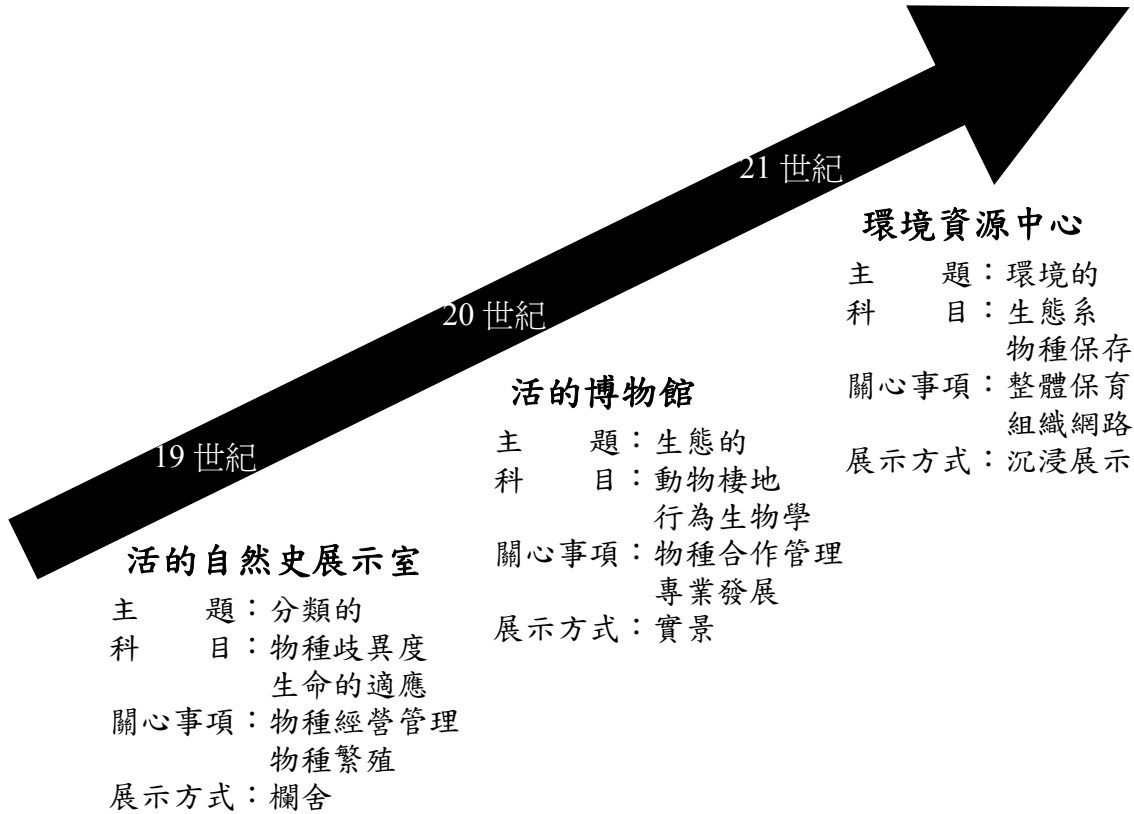 19 世紀
活的自然史展示室
主 題：分類的
科 目：物種歧異度
生命的適應
關心事項：物種經營管理
物種繁殖
展示方式：欄舍
20 世紀
活的博物館
主 題：生態的
科 目：動物棲地
行為生物學
關心事項：物種合作管理
專業發展
展示方式：實景
21 世紀
環境資源中心
主 題：環境的
科 目：生態系
物種保存
關心事項：整體保育
組織網路
展示方式：沉浸展示